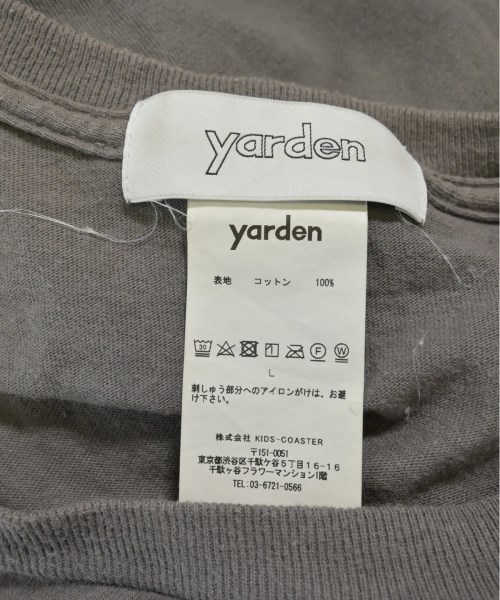 yarden
yarden
表地 コットン 100%
30 F W
L
刺しゅう部分へのアイロンがけは、お避
け下さい。
株式会社 KIDS-COASTER
〒151-0051
東京都渋谷区千駄ケ谷5丁目16-16
千駄ヶ谷フラワーマンション1階
TEL:03-6721-0566